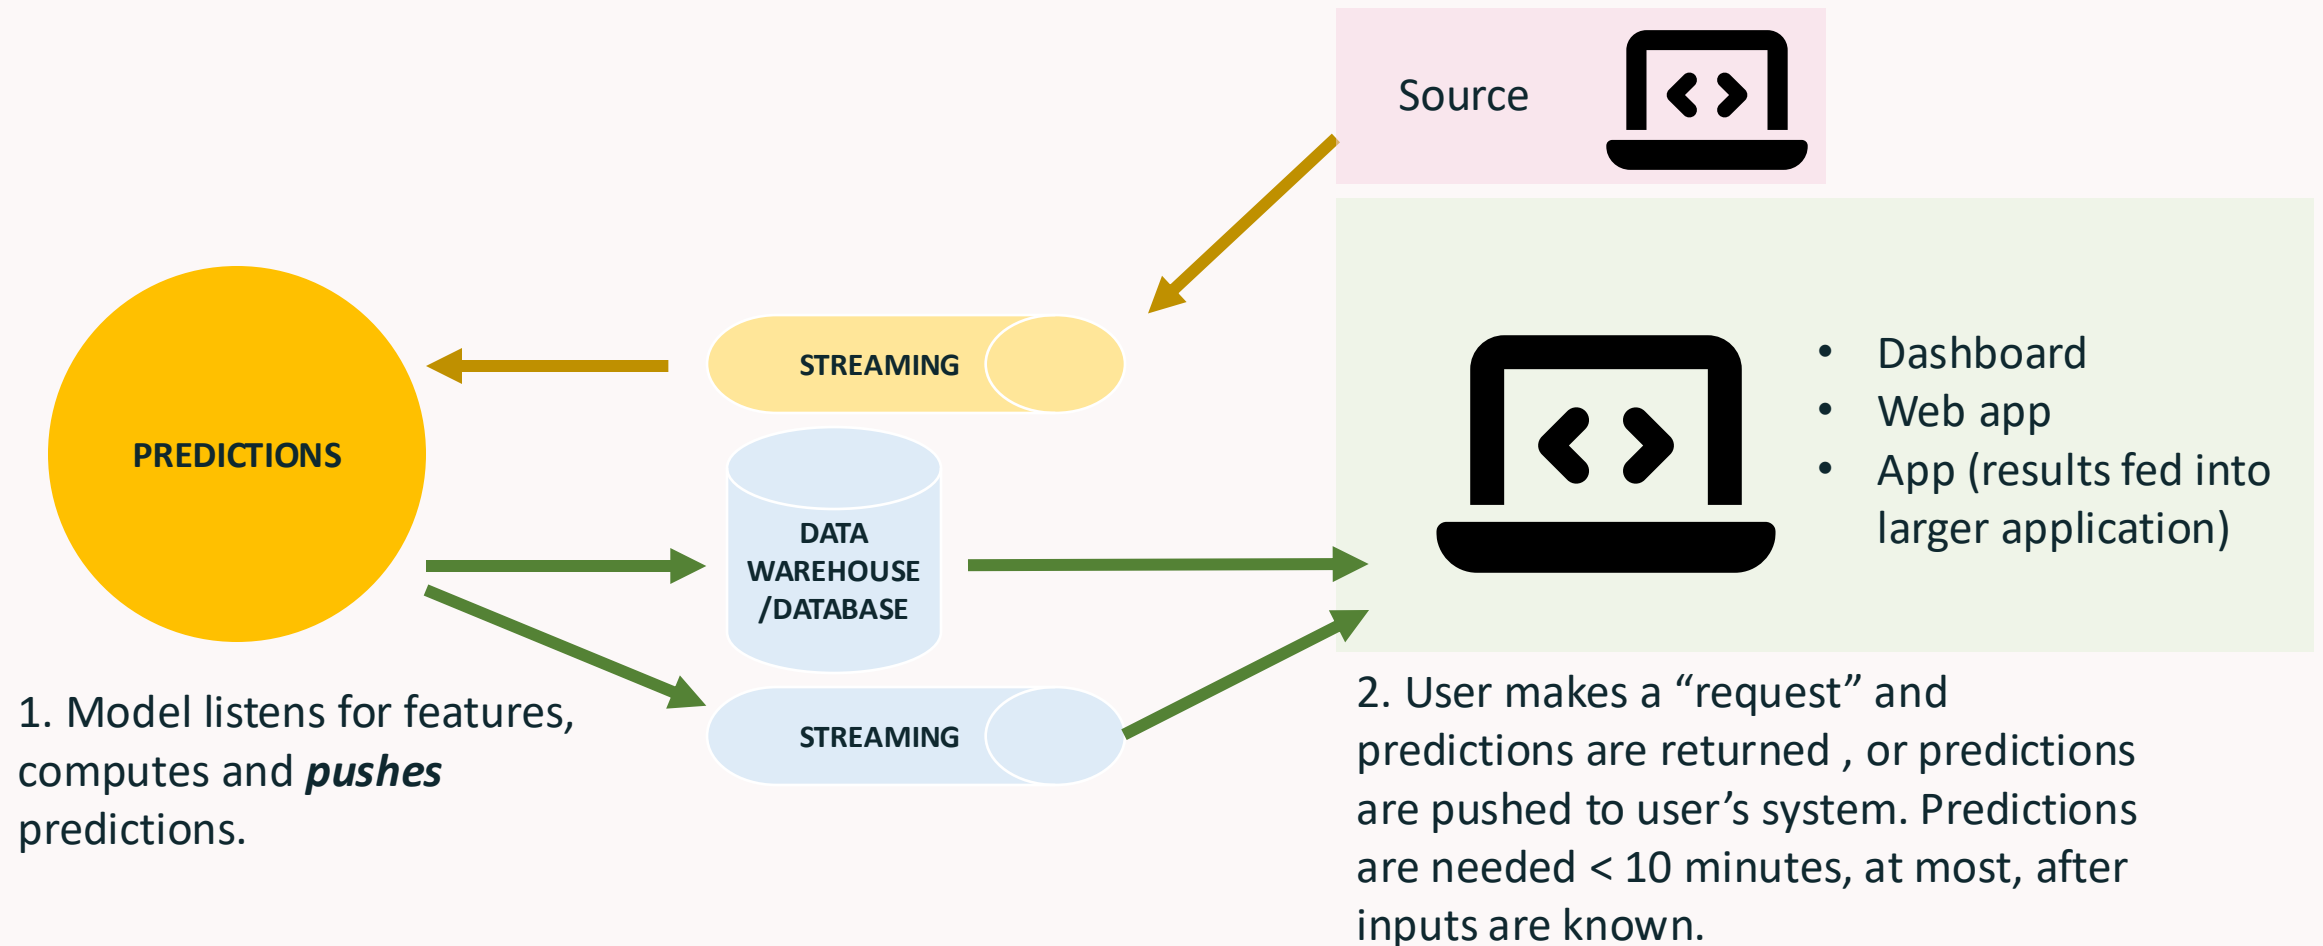 Source
STREAMING
PREDICTIONS
DATA
WAREHOUSE
/DATABASE
STREAMING
• Dashboard
• Web app
• App (results fed into
larger application)
1. Model listens for features,
computes and pushes
predictions.
2. User makes a “request” and
predictions are returned , or predictions
are pushed to user’s system. Predictions
are needed < 10 minutes, at most, after
inputs are known.